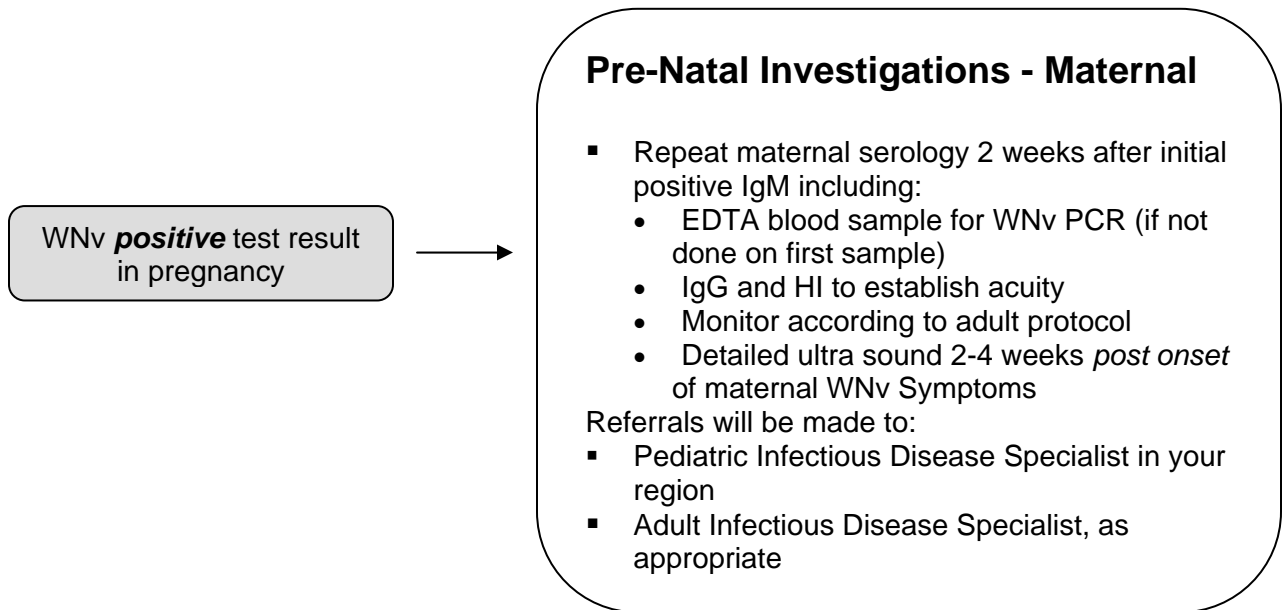 Pre-Natal Investigations - Maternal
WNv positive test result
in pregnancy
▪ Repeat maternal serology 2 weeks after initial
positive IgM including:
• EDTA blood sample for WNv PCR (if not
done on first sample)
• IgG and HI to establish acuity
• Monitor according to adult protocol
• Detailed ultra sound 2-4 weeks post onset
of maternal WNv Symptoms
Referrals will be made to:
▪ Pediatric Infectious Disease Specialist in your
region
▪ Adult Infectious Disease Specialist, as
appropriate